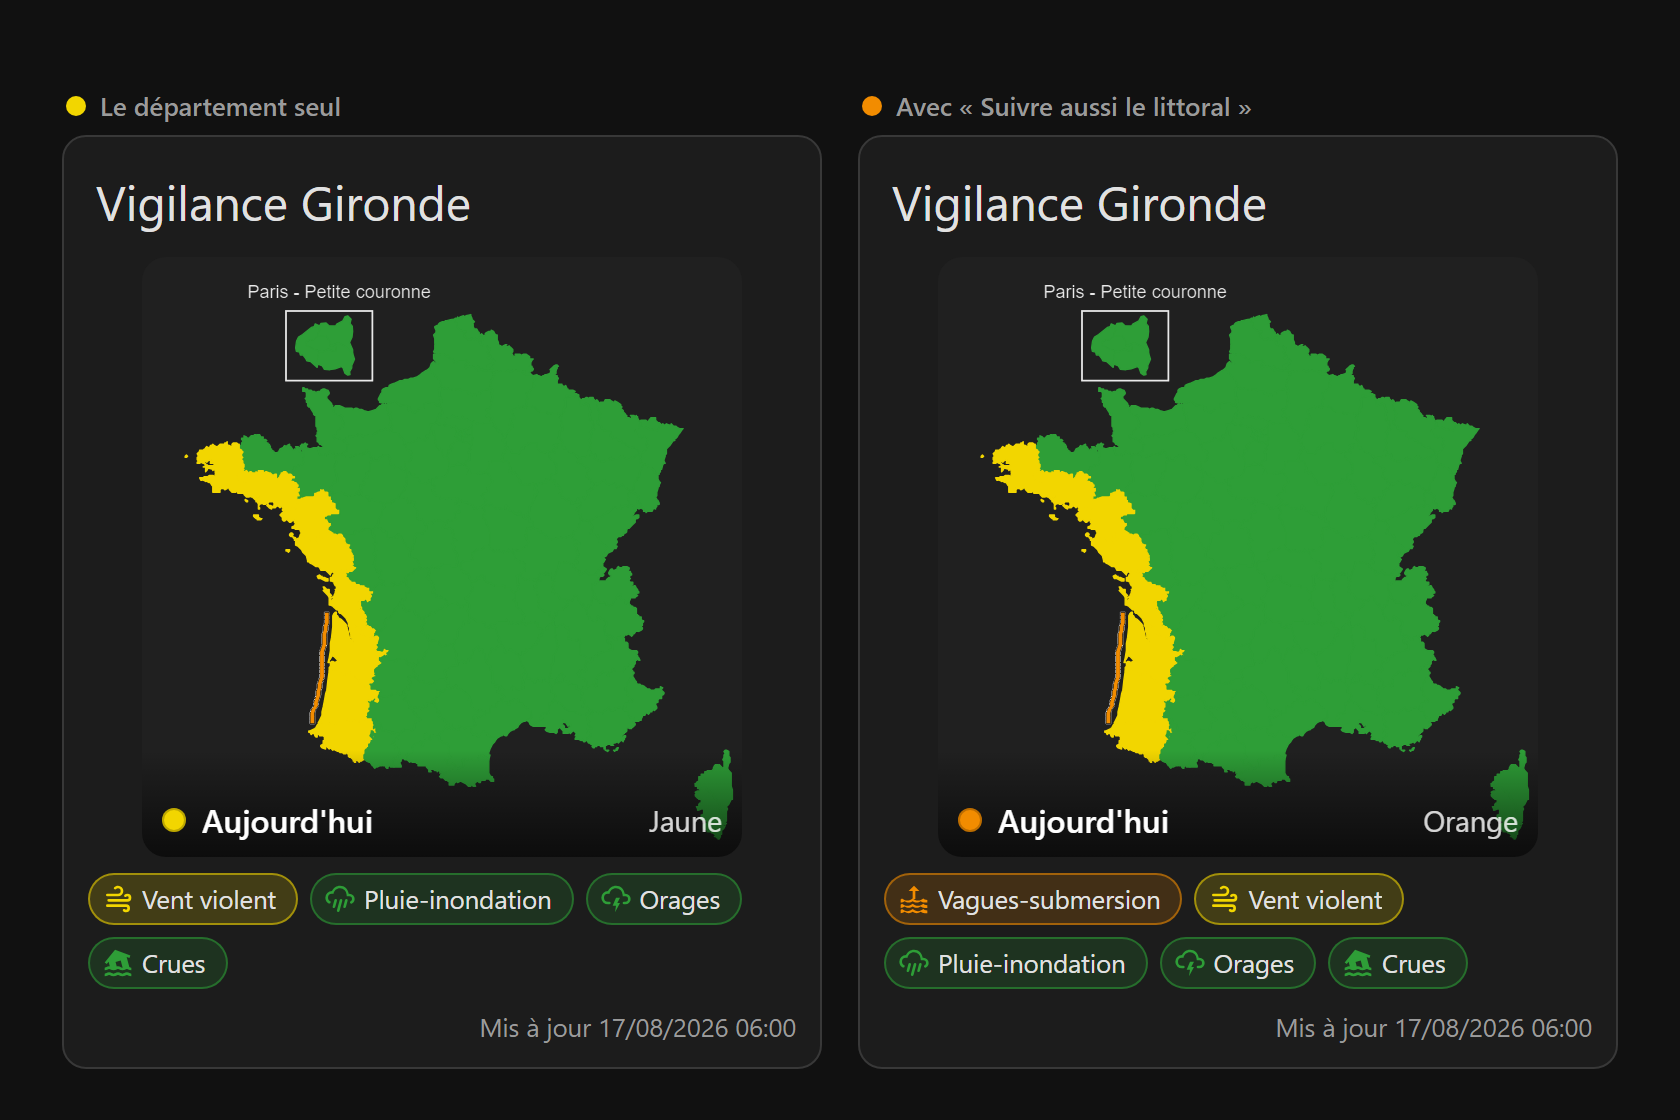 Le département seul
Vigilance Gironde
Paris - Petite couronne
Aujourd'hui
Jaune
Vent violent
Pluie-inondation
Orages
Crues
Mis à jour 17/08/2026 06:00
Avec « Suivre aussi le littoral »
Vigilance Gironde
Paris - Petite couronne
Aujourd'hui
Orange
Vagues-submersion
Vent violent
Pluie-inondation
Orages
Crues
Mis à jour 17/08/2026 06:00